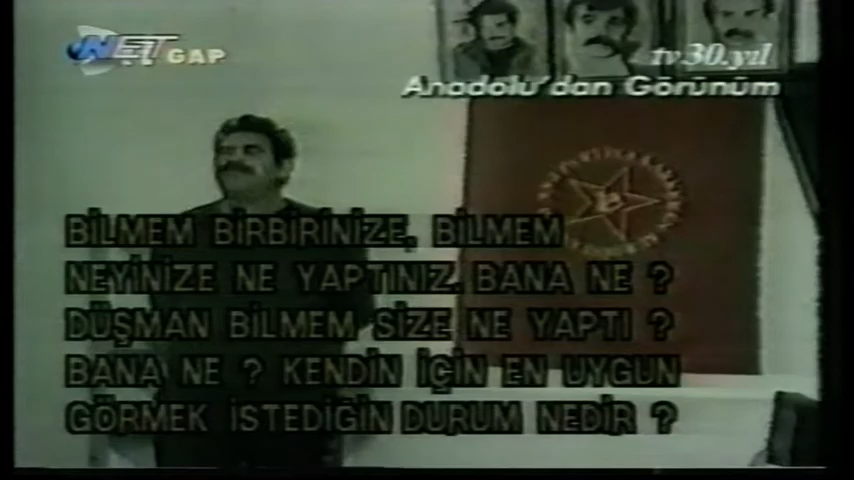 NET GAP
tv 30.yıl
Anadolu'dan Görünüm
BİLMEM BİRBİRİNİZE, BİLMEM
NEYİNİZE NE YAPTINIZ, BANA NE ?
DÜŞMAN BİLMEM SİZE NE YAPTI ?
BANA NE ? KENDİN İÇİN EN UYGUN
GÖRMEK İSTEDİĞİN DURUM NEDİR ?